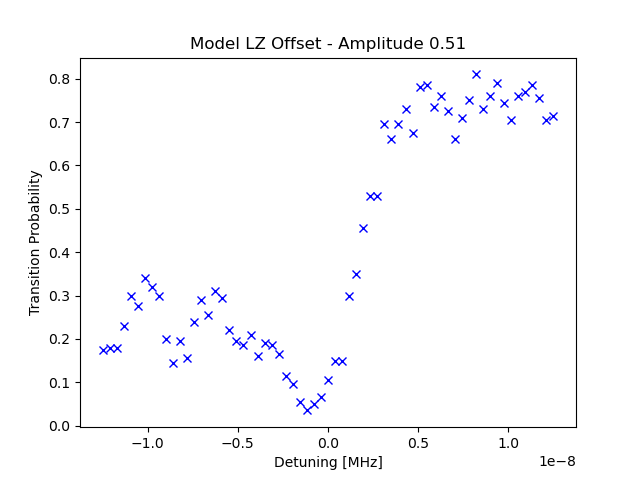 Model LZ Offset - Amplitude 0.51
Transition Probability
0.8
0.7
0.6
0.5
0.4
0.3
0.2
0.1
0.0
−1.0 −0.5 0.0 0.5 1.0
1e−8
Detuning [MHz]